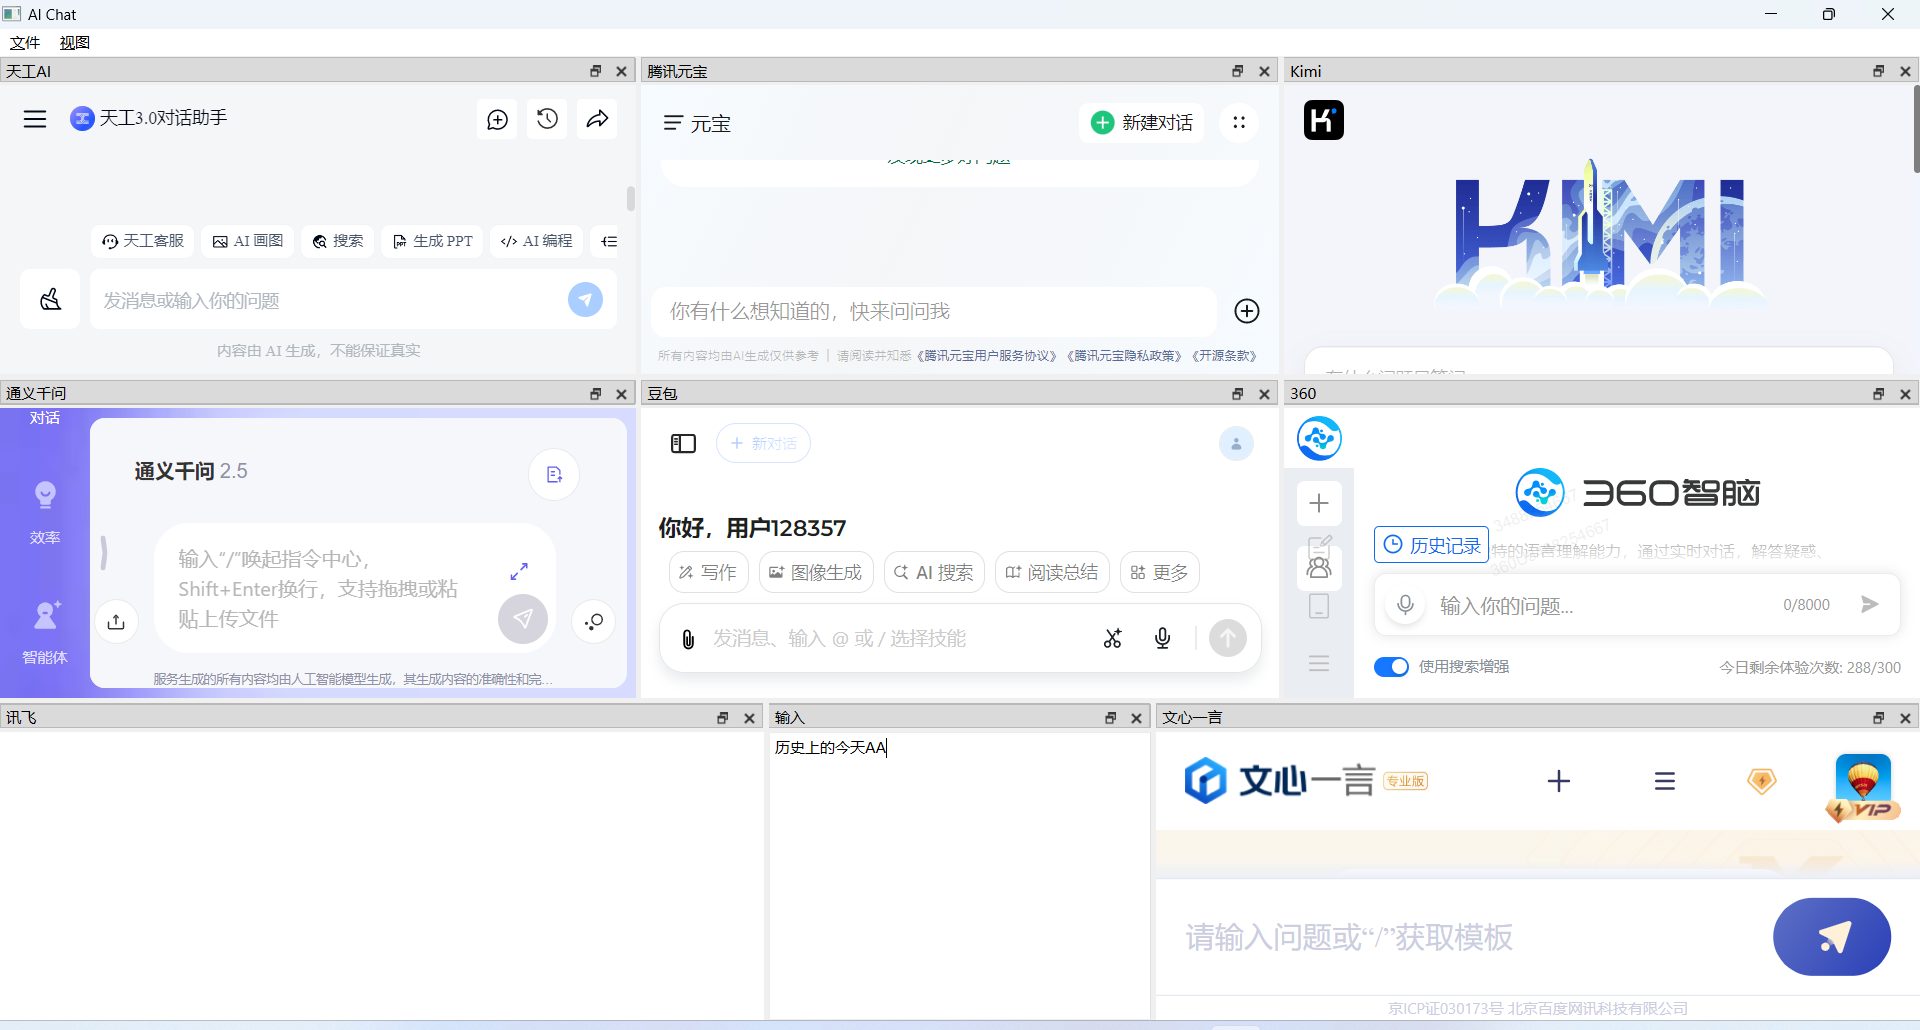 AI Chat
文件 视图
天工AI
天工3.0对话助手
天工客服 AI 画图 搜索 生成 PPT AI 编程
发消息或输入你的问题
内容由 AI 生成，不能保证真实
腾讯元宝
元宝 新建对话
发现更多好问题
你有什么想知道的，快来问问我
所有内容均由AI生成仅供参考 | 请阅读并知悉《腾讯元宝用户服务协议》《腾讯元宝隐私政策》《开源条款》
Kimi
KIMI
通义千问
对话
效率
智能体
通义千问 2.5
输入“/”唤起指令中心，
Shift+Enter换行，支持拖拽或粘
贴上传文件
服务生成的所有内容均由人工智能模型生成，其生成内容的准确性和完...
豆包
+ 新对话
你好，用户128357
写作 图像生成 AI 搜索 阅读总结 更多
发消息、输入 @ 或 / 选择技能
360
360智脑
历史记录
特的语言理解能力，通过实时对话，解答疑惑、
输入你的问题... 0/8000
使用搜索增强 今日剩余体验次数: 288/300
讯飞
输入
历史上的今天AA
文心一言
文心一言 专业版
VIP
请输入问题或“/”获取模板
京ICP证030173号 北京百度网讯科技有限公司